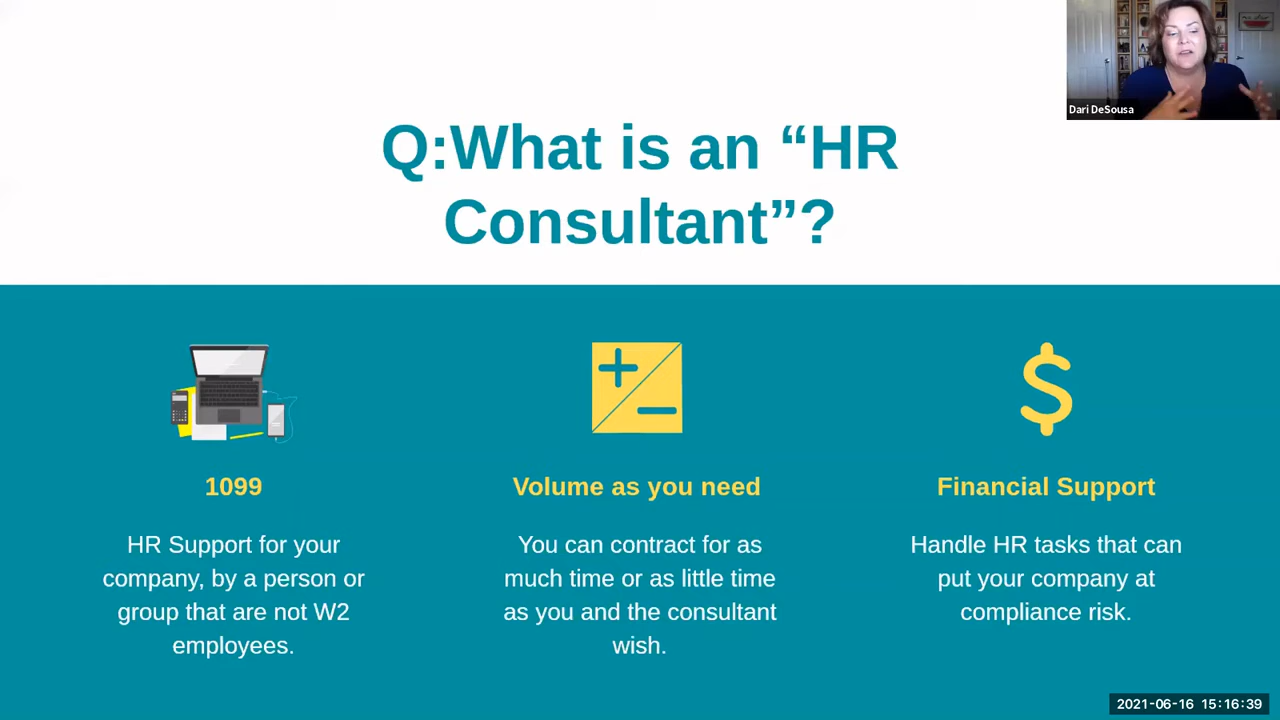 Dari DeSousa
Q:What is an “HR
Consultant”?
1099
HR Support for your
company, by a person or
group that are not W2
employees.
Volume as you need
You can contract for as
much time or as little time
as you and the consultant
wish.
Financial Support
Handle HR tasks that can
put your company at
compliance risk.
2021-06-16 15:16:39